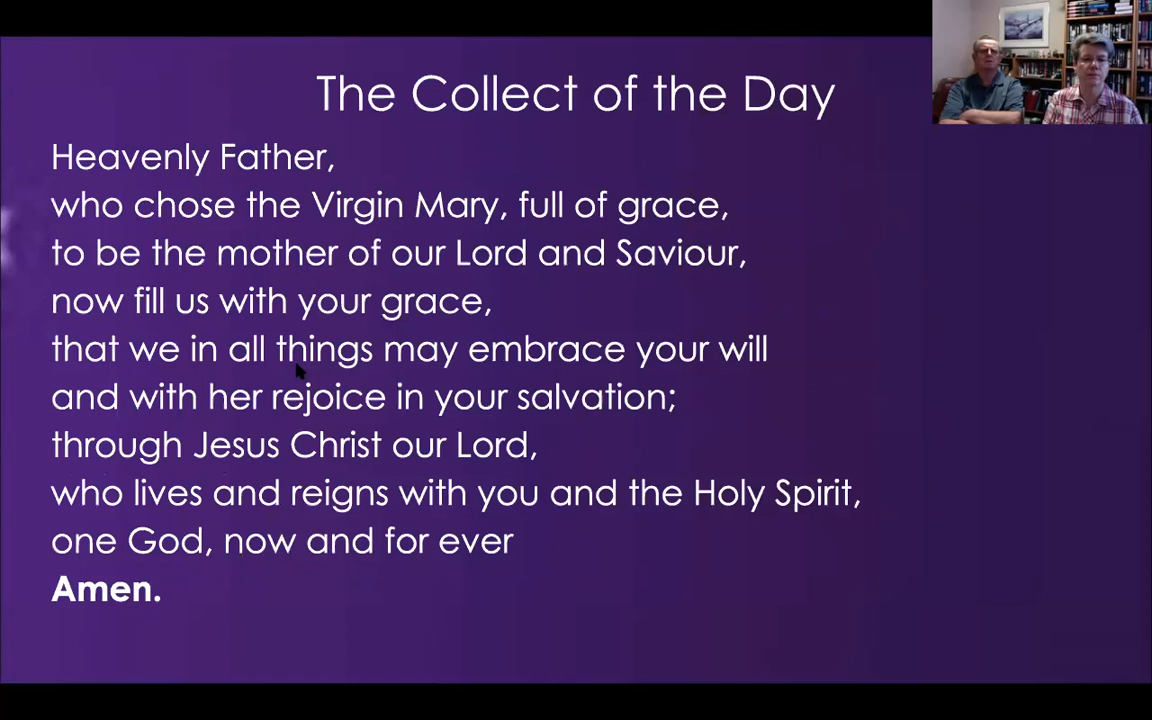 The Collect of the Day
Heavenly Father,
who chose the Virgin Mary, full of grace,
to be the mother of our Lord and Saviour,
now fill us with your grace,
that we in all things may embrace your will
and with her rejoice in your salvation;
through Jesus Christ our Lord,
who lives and reigns with you and the Holy Spirit,
one God, now and for ever
Amen.